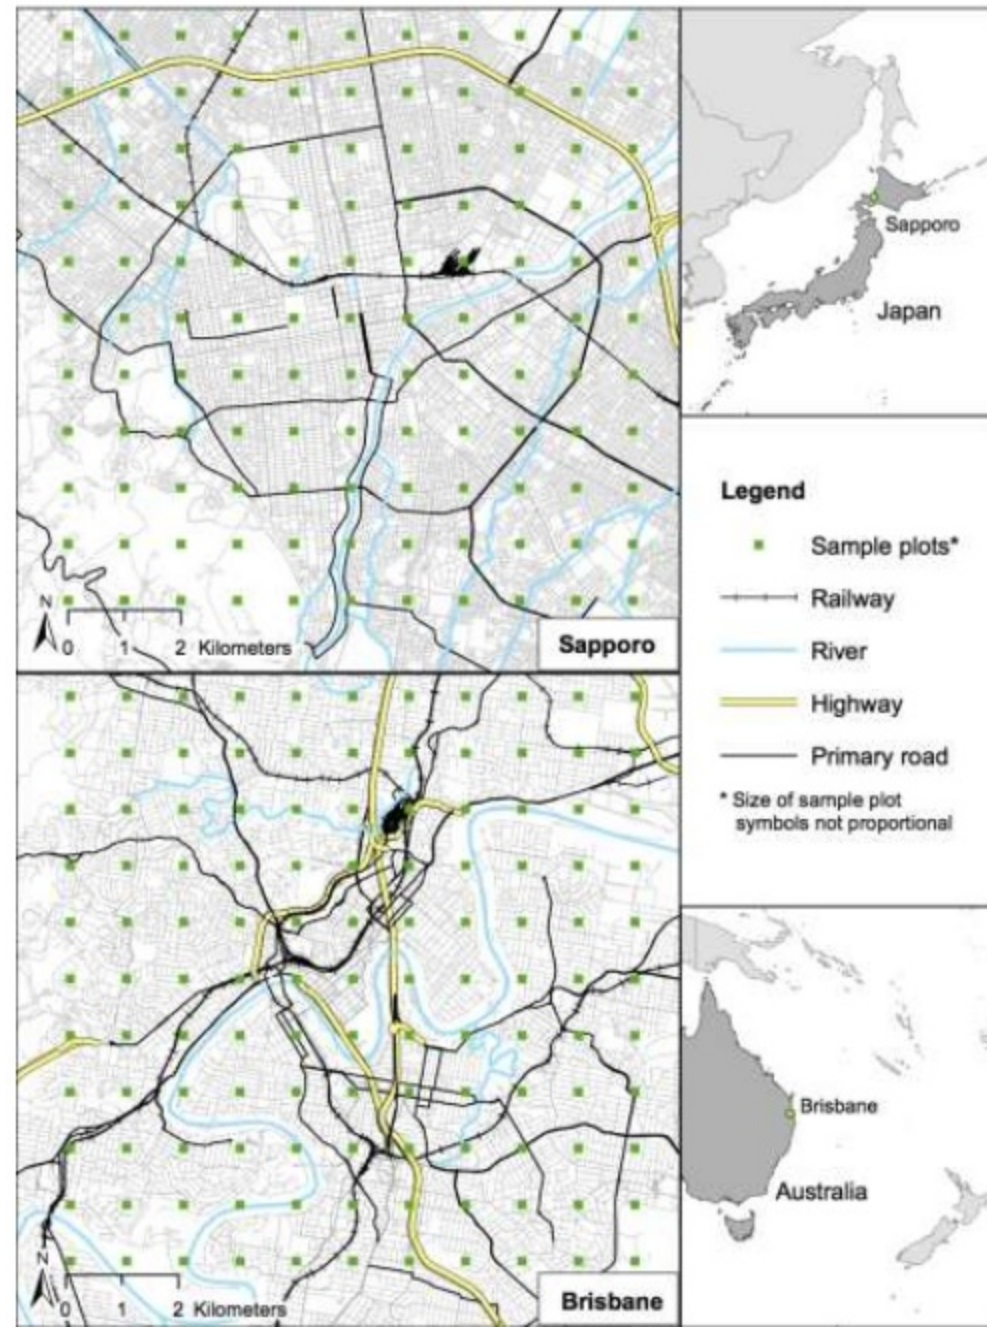 N
0 1 2 Kilometers
Sapporo
Sapporo
Japan
Legend
Sample plots*
Railway
River
Highway
Primary road
* Size of sample plot
symbols not proportional
N
0 1 2 Kilometers
Brisbane
Brisbane
Australia